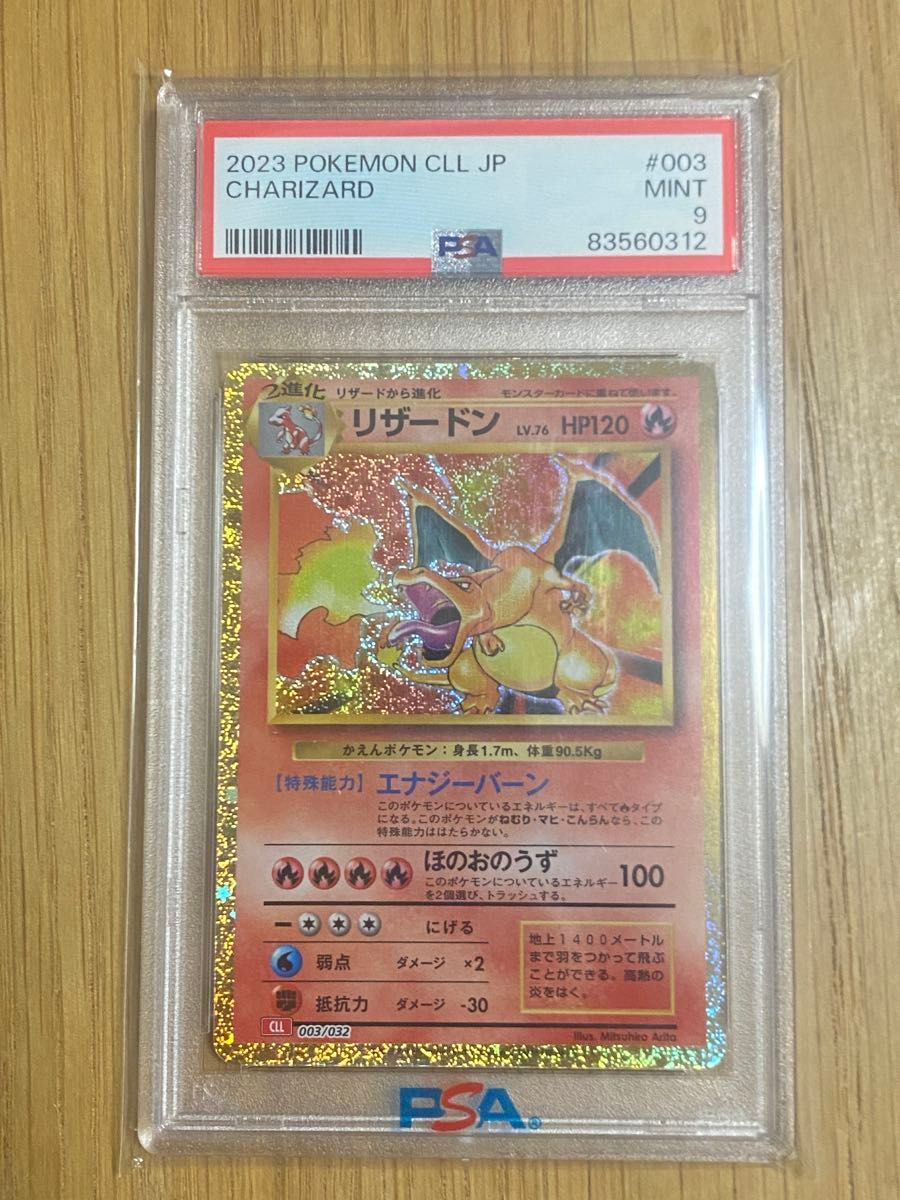 2023 POKEMON CLL JP #003
CHARIZARD MINT
9
PSA 83560312
2進化 リザードから進化 モンスターカードに重ねて使います。
リザードン LV.76 HP120
かえんポケモン:身長1.7m、体重90.5Kg
【特殊能力】 エナジーバーン
このポケモンについているエネルギーは、すべてタイプ
になる。このポケモンがねむり・マヒ・こんらんなら、この
特殊能力ははたらかない。
ほのおのうず 100
このポケモンについているエネルギー
を2個選び、トラッシュする。
にげる
弱点 ダメージ ×2
抵抗力 ダメージ -30
地上1400メートル
まで羽をつかって飛ぶ
ことができる。高熱の
炎をはく。
CLL 003/032
Illus. Mitsuhiro Arita
PSA®